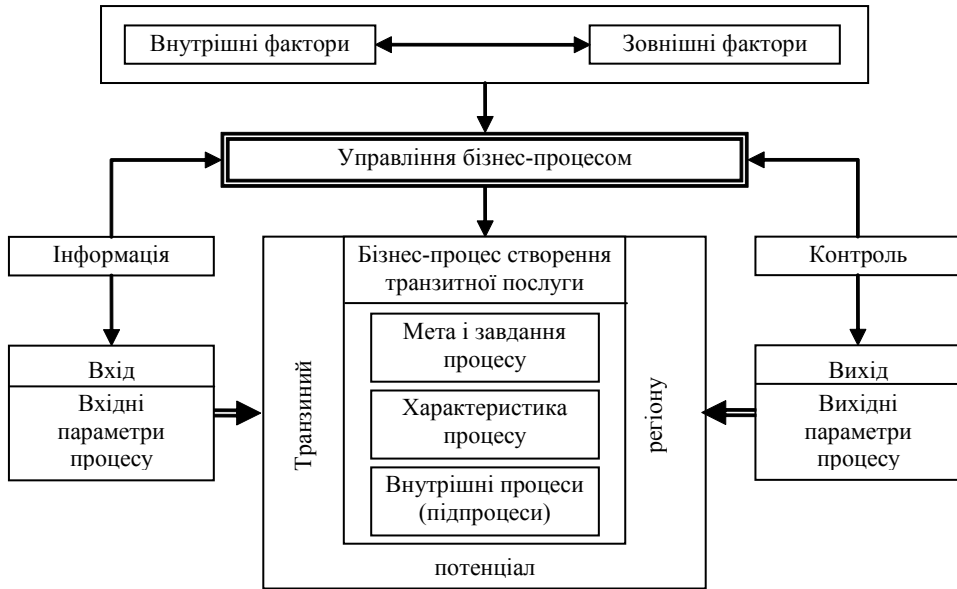 Внутрішні фактори
Зовнішні фактори
Управління бізнес-процесом
Інформація
Бізнес-процес створення
транзитної послуги
Контроль
Мета і завдання
процесу
Вхід
Вхідні
параметри
процесу
Транзиний
Характеристика
процесу
Внутрішні процеси
(підпроцеси)
регіону
Вихід
Вихідні
параметри
процесу
потенціал